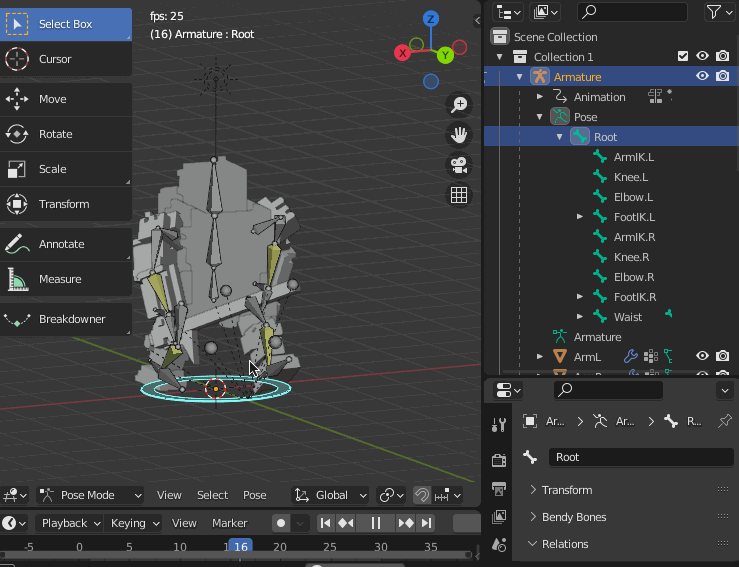 Select Box
Cursor
Move
Rotate
Scale
Transform
Annotate
Measure
Breakdowner
fps: 25
(16) Armature : Root
Z
X
Y
Pose Mode
View
Select
Pose
Global
Playback
Keying
View
Marker
-5
0
5
10
16
20
25
30
35
Scene Collection
Collection 1
Armature
Animation
Pose
Root
ArmIK.L
Knee.L
Elbow.L
FootIK.L
ArmIK.R
Knee.R
Elbow.R
FootIK.R
Waist
Armature
ArmL
Ar...
Ar...
R...
Root
Transform
Bendy Bones
Relations